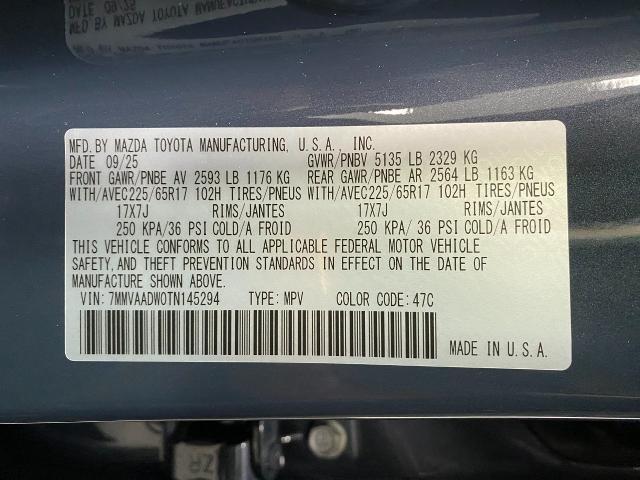 MFD. BY MAZDA TOYOTA MANUFACTURING, U.S.A., INC.
DATE 09/25 GVWR/PNBV 5135 LB 2329 KG
FRONT GAWR/PNBE AV 2593 LB 1176 KG REAR GAWR/PNBE AR 2564 LB 1163 KG
WITH/AVEC225/65R17 102H TIRES/PNEUS WITH/AVEC225/65R17 102H TIRES/PNEUS
17X7J RIMS/JANTES 17X7J RIMS/JANTES
250 KPA/36 PSI COLD/A FROID 250 KPA/ 36 PSI COLD/A FROID
THIS VEHICLE CONFORMS TO ALL APPLICABLE FEDERAL MOTOR VEHICLE
SAFETY, AND THEFT PREVENTION STANDARDS IN EFFECT ON THE DATE OF
MANUFACTURE SHOWN ABOVE.
VIN: 7MMVAADW0TN145294 TYPE: MPV COLOR CODE: 47C
MADE IN U.S.A.